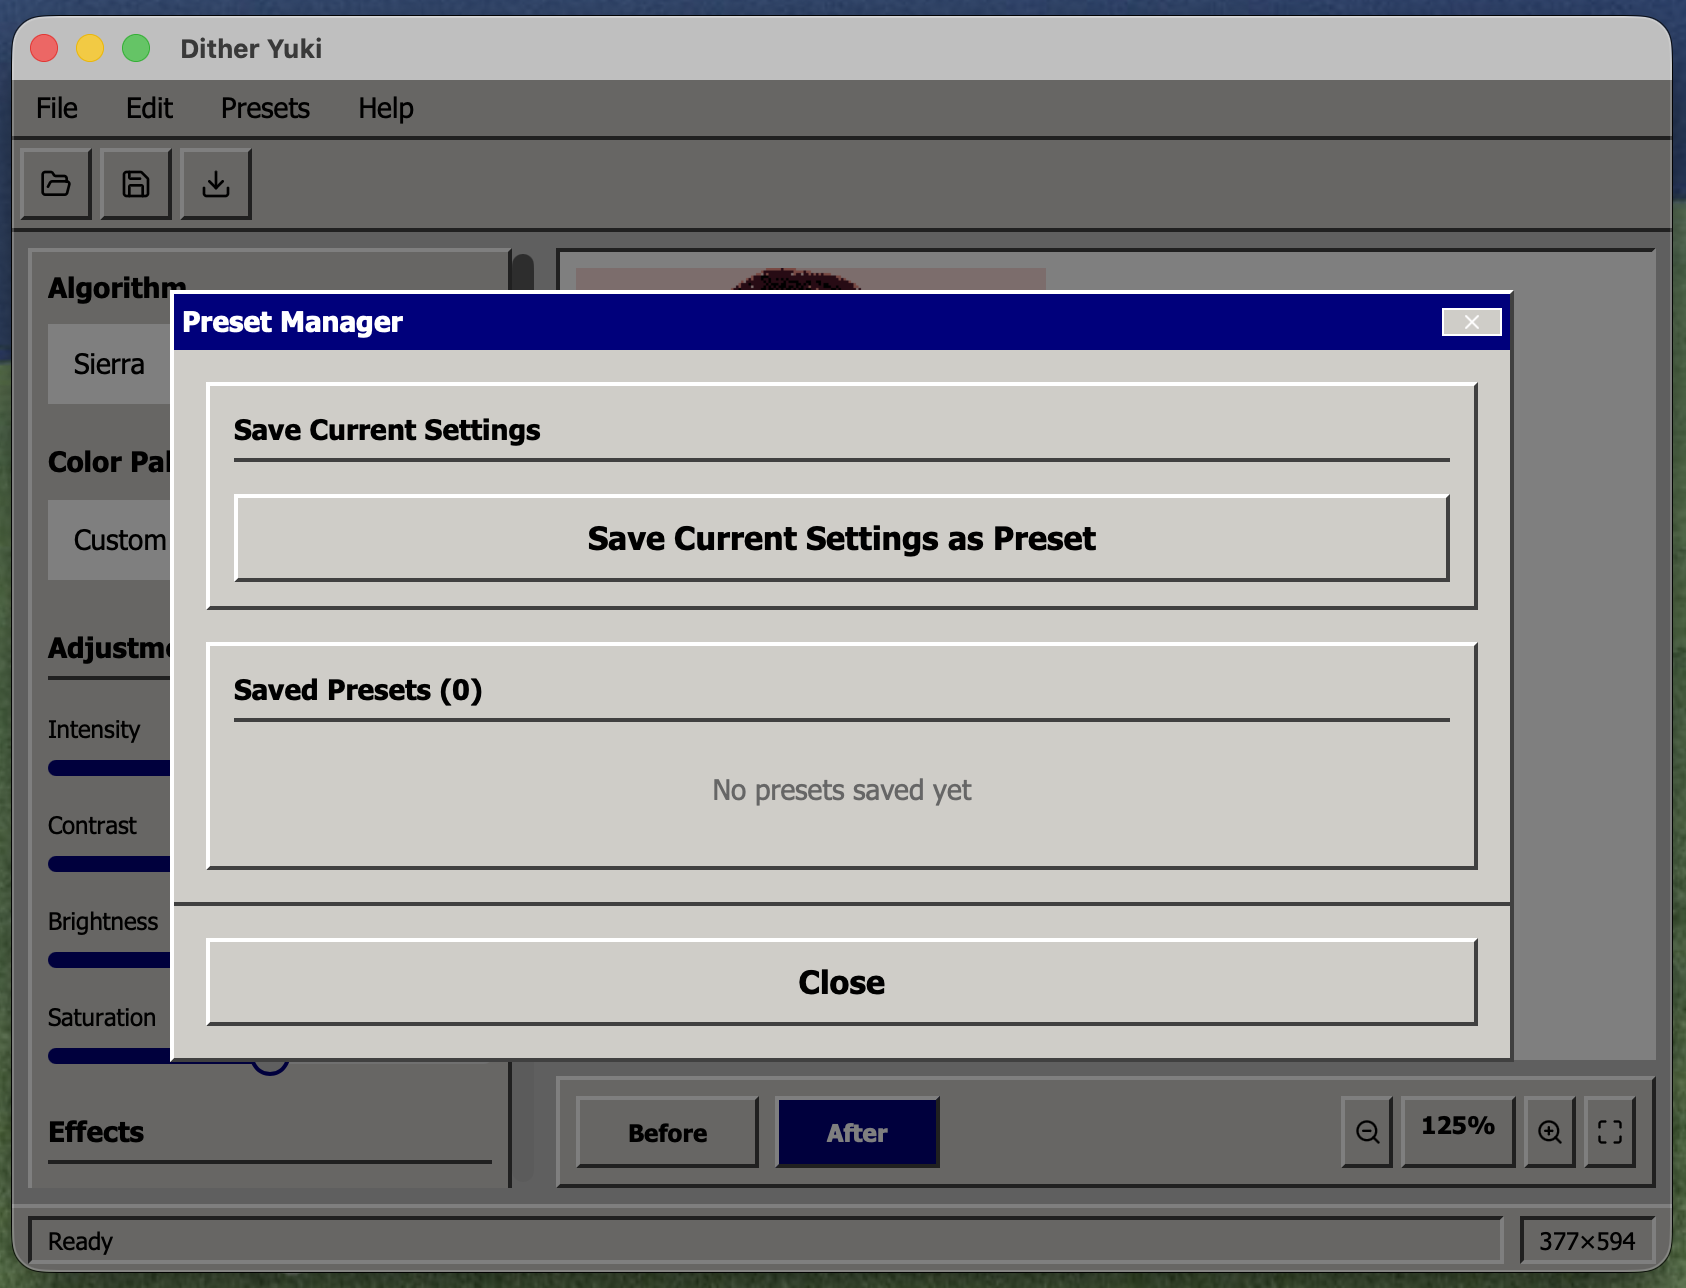 Dither Yuki
File Edit Presets Help
Algorithm
Sierra
Color Pal
Custom
Adjustme
Intensity
Contrast
Brightness
Saturation
Effects
Preset Manager
Save Current Settings
Save Current Settings as Preset
Saved Presets (0)
No presets saved yet
Close
Before After 125%
Ready 377×594